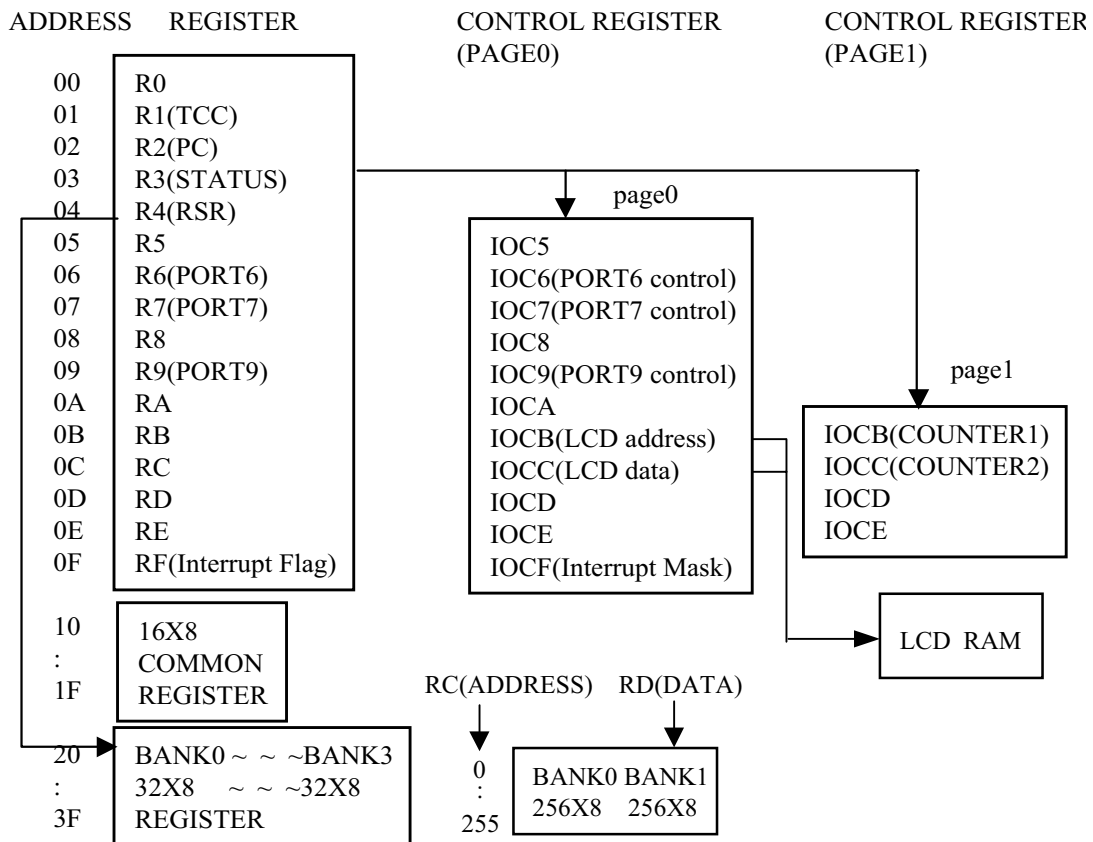 ADDRESS REGISTER CONTROL REGISTER CONTROL REGISTER
(PAGE0) (PAGE1)
00 R0
01 R1(TCC)
02 R2(PC)
03 R3(STATUS)
page0
04 R4(RSR)
05 R5 IOC5
06 R6(PORT6) IOC6(PORT6 control)
07 R7(PORT7) IOC7(PORT7 control)
08 R8 IOC8
09 R9(PORT9) IOC9(PORT9 control) page1
0A RA IOCA
0B RB IOCB(LCD address) IOCB(COUNTER1)
0C RC IOCC(LCD data) IOCC(COUNTER2)
0D RD IOCD IOCD
0E RE IOCE IOCE
0F RF(Interrupt Flag) IOCF(Interrupt Mask)
10 16X8
: COMMON LCD RAM
1F REGISTER RC(ADDRESS) RD(DATA)
20 BANK0 ~ ~ ~BANK3
: 32X8 ~ ~ ~32X8
3F REGISTER
0 BANK0 BANK1
: 256X8 256X8
255